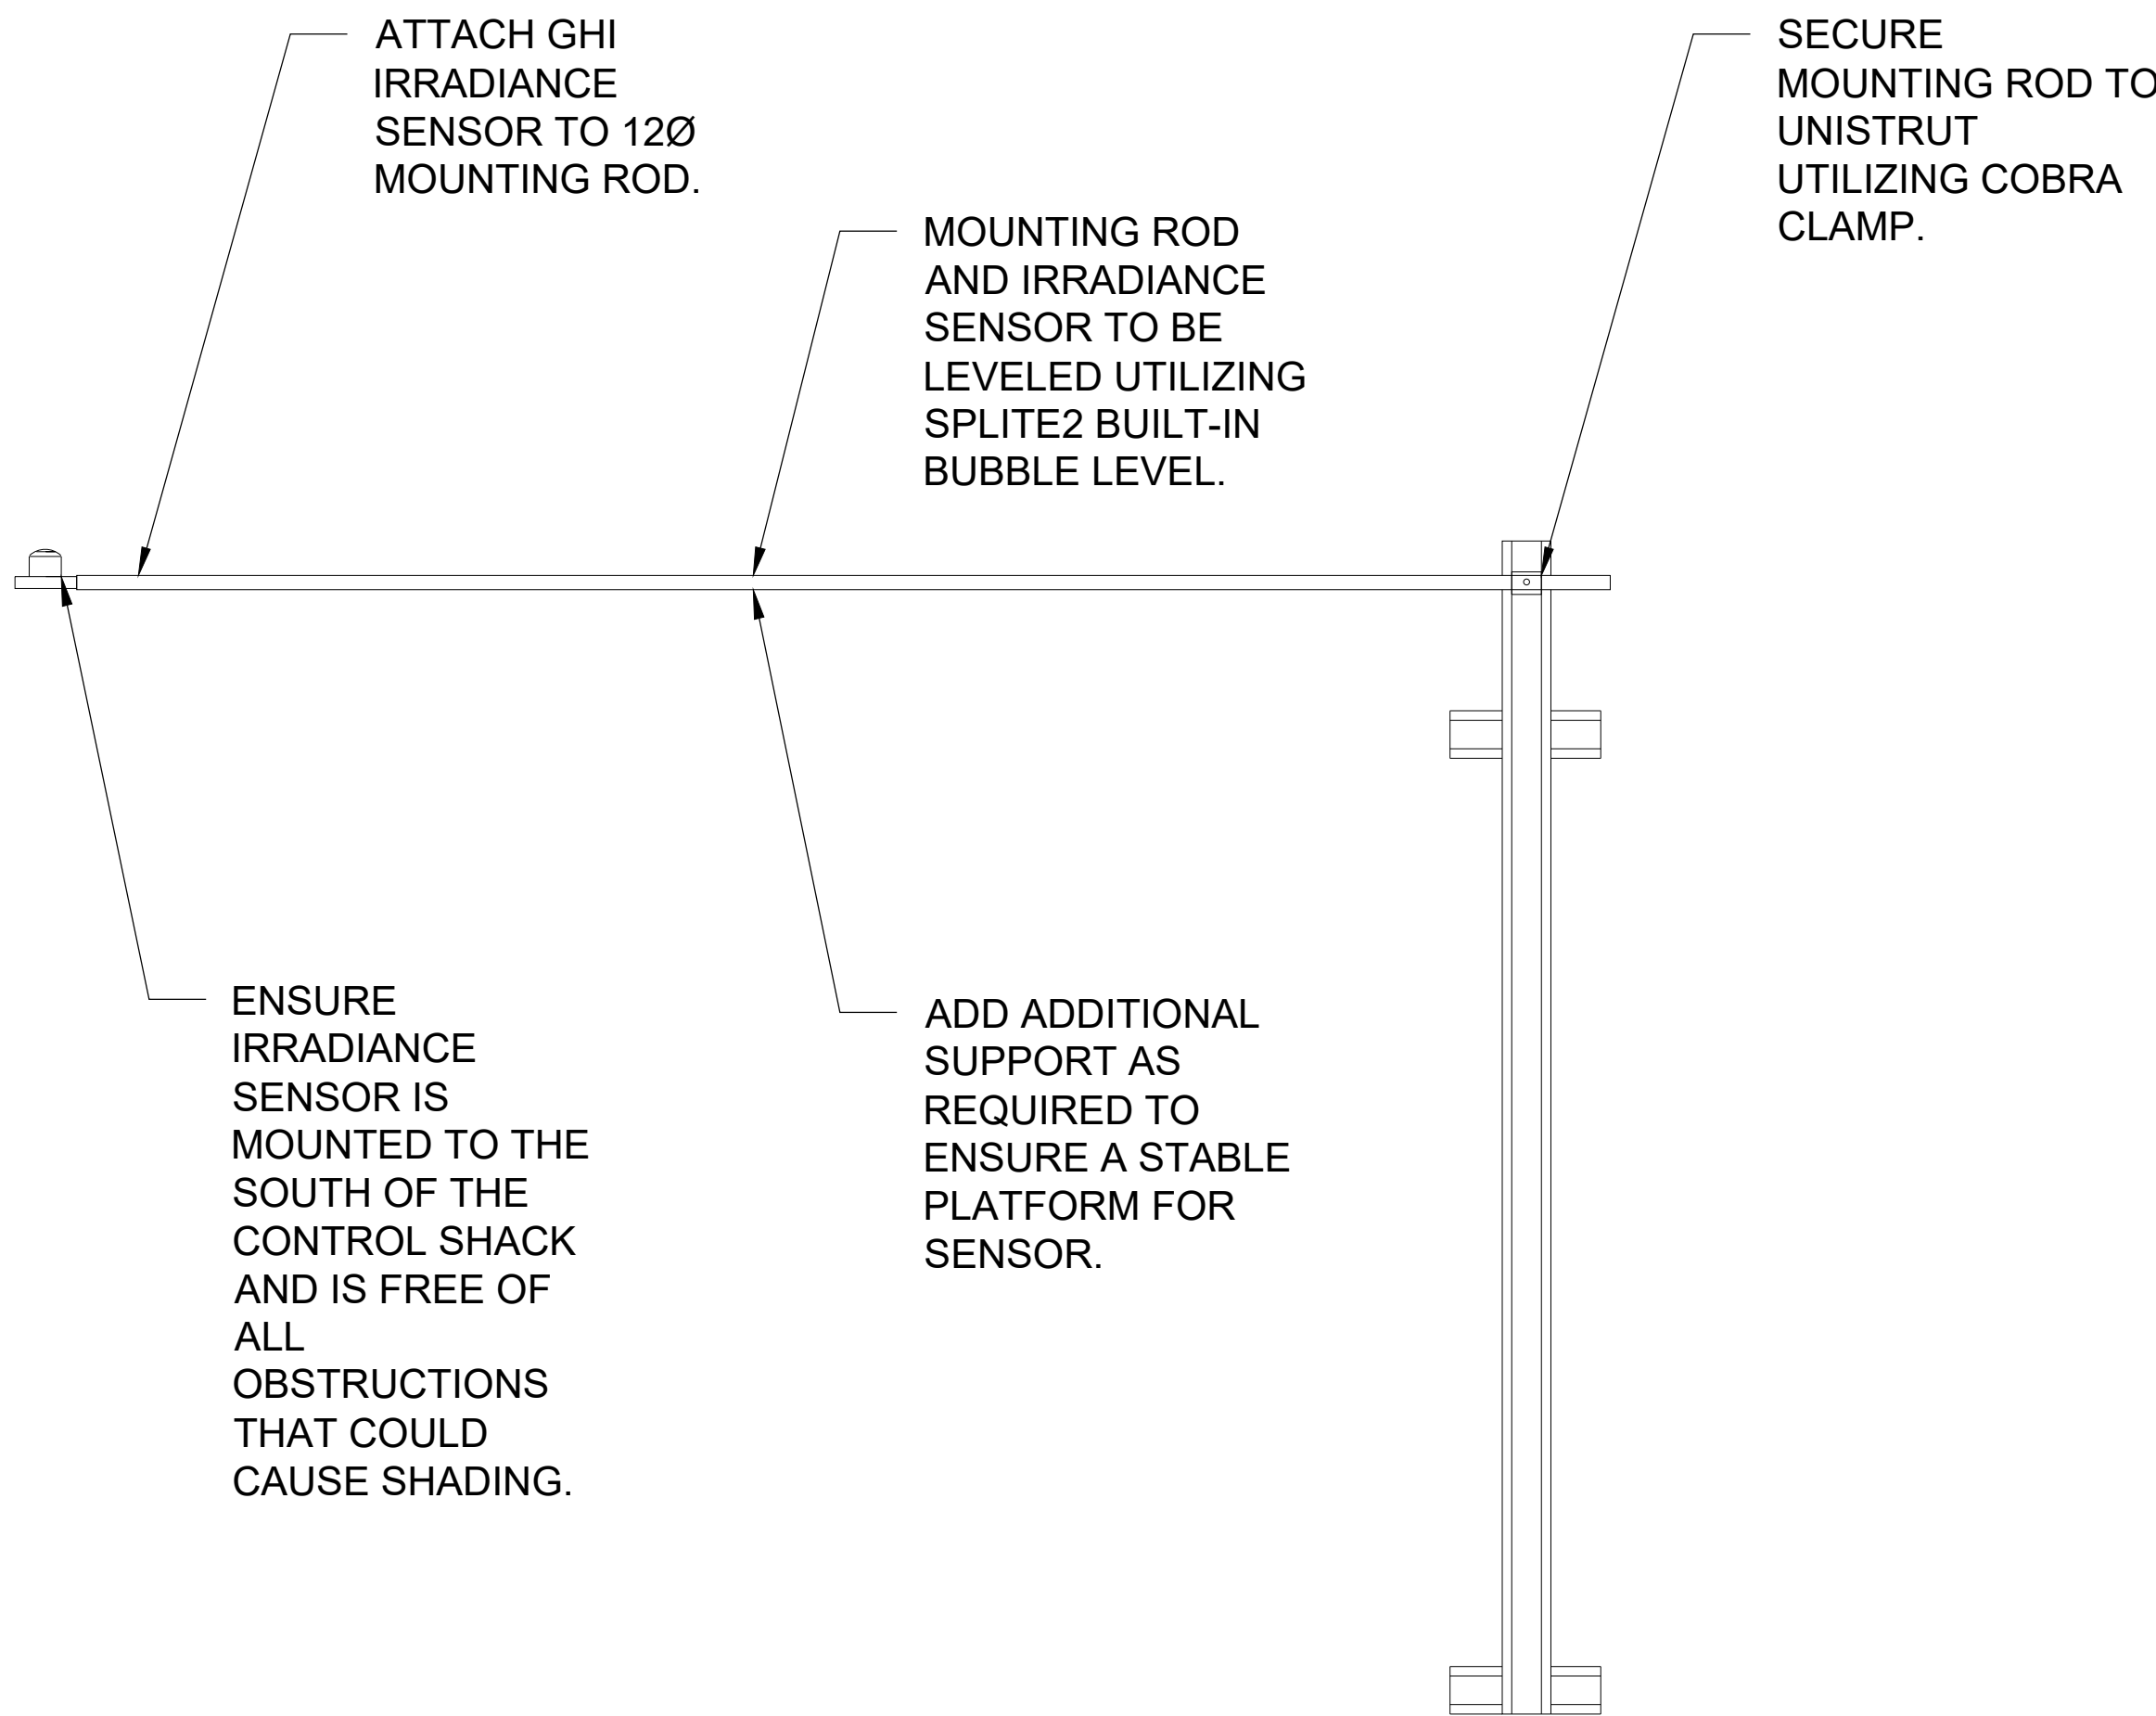 ATTACH GHI
IRRADIANCE
SENSOR TO 12Ø
MOUNTING ROD.
MOUNTING ROD
AND IRRADIANCE
SENSOR TO BE
LEVELED UTILIZING
SPLITE2 BUILT-IN
BUBBLE LEVEL.
SECURE
MOUNTING ROD TO
UNISTRUT
UTILIZING COBRA
CLAMP.
ENSURE
IRRADIANCE
SENSOR IS
MOUNTED TO THE
SOUTH OF THE
CONTROL SHACK
AND IS FREE OF
ALL
OBSTRUCTIONS
THAT COULD
CAUSE SHADING.
ADD ADDITIONAL
SUPPORT AS
REQUIRED TO
ENSURE A STABLE
PLATFORM FOR
SENSOR.